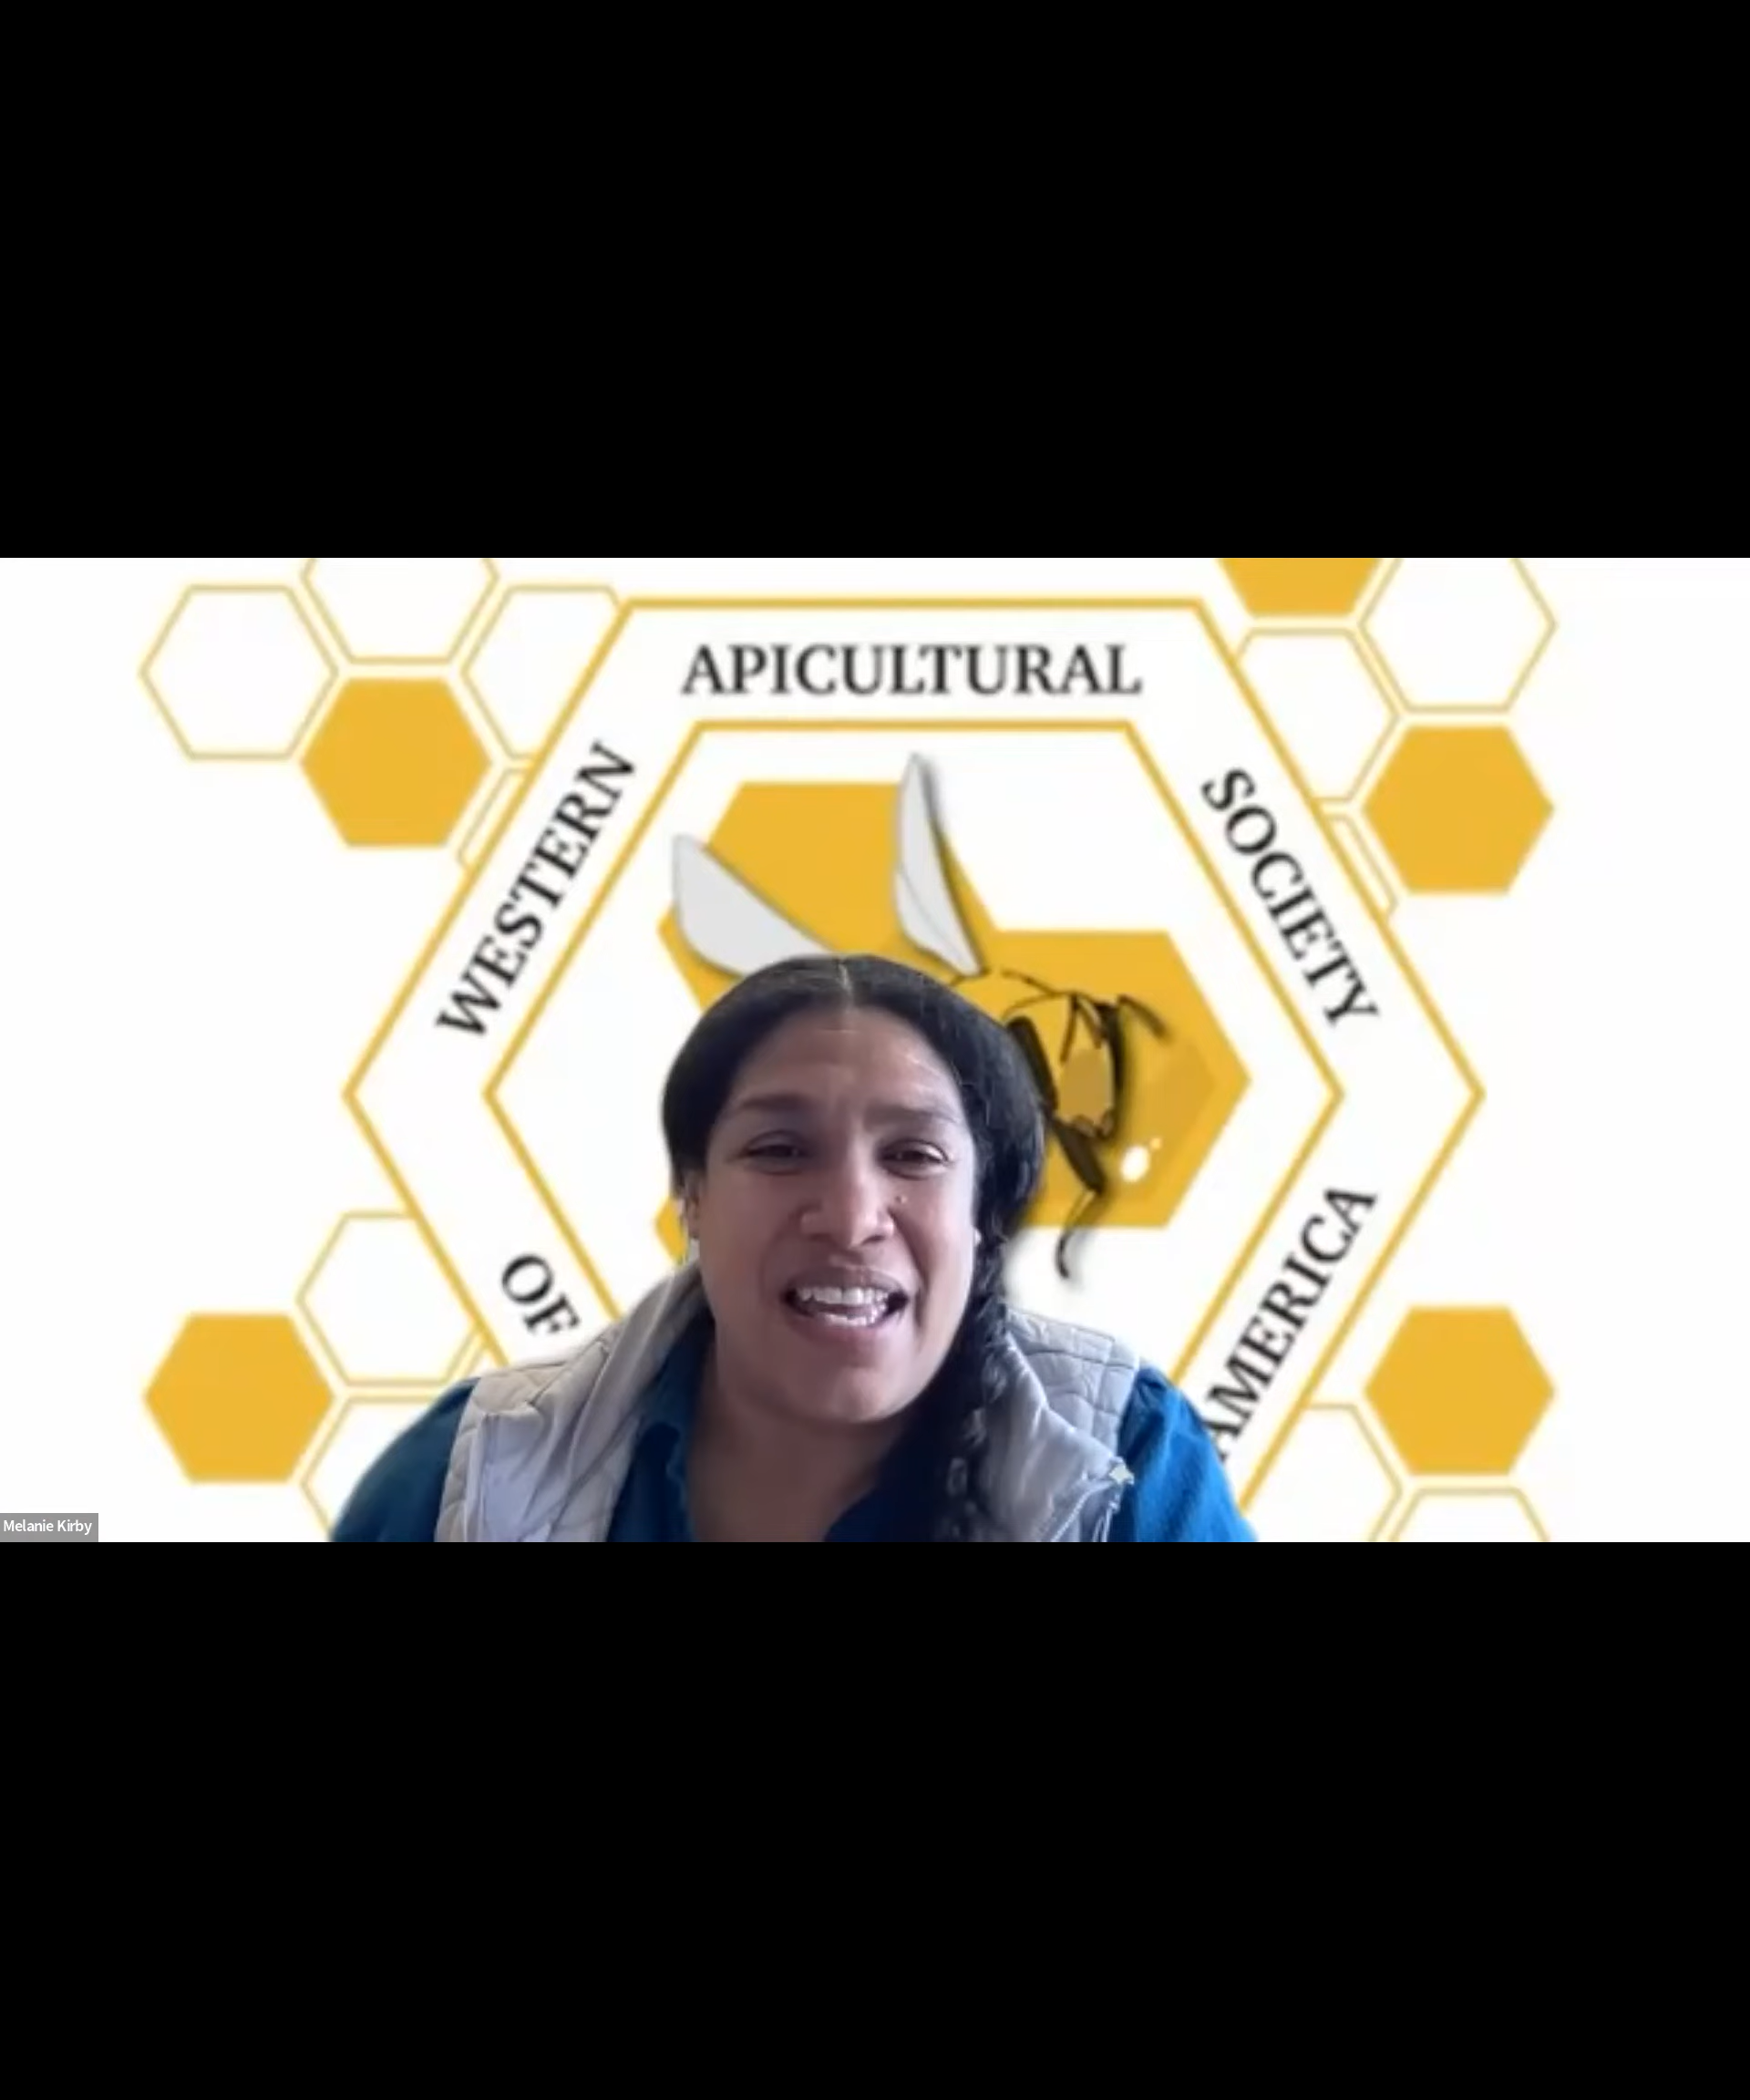 WESTERN
APICULTURAL
SOCIETY
OF
AMERICA
Melanie Kirby